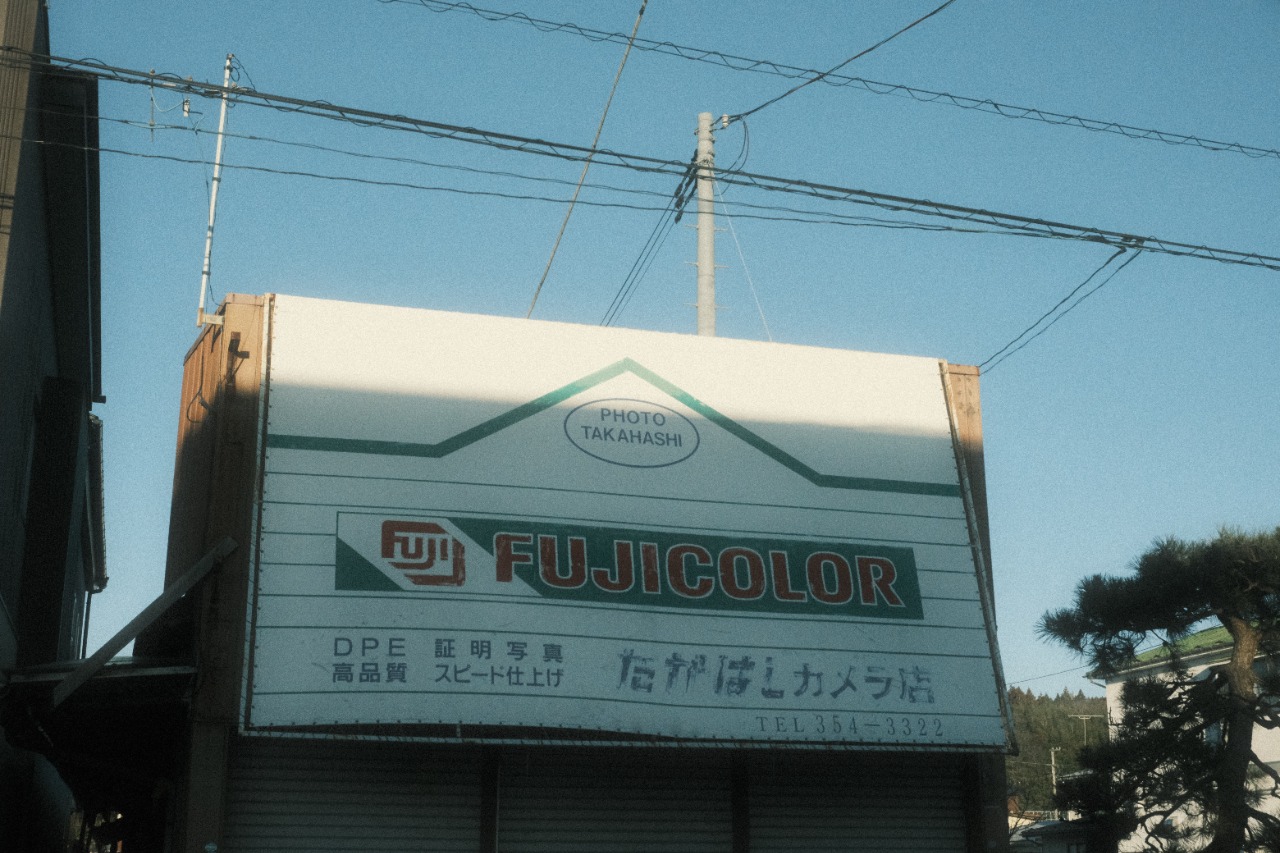 PHOTO
TAKAHASHI
FUJI FUJICOLOR
DPE 証明写真
高品質 スピード仕上げ
たかはしカメラ店
TEL 354-3322